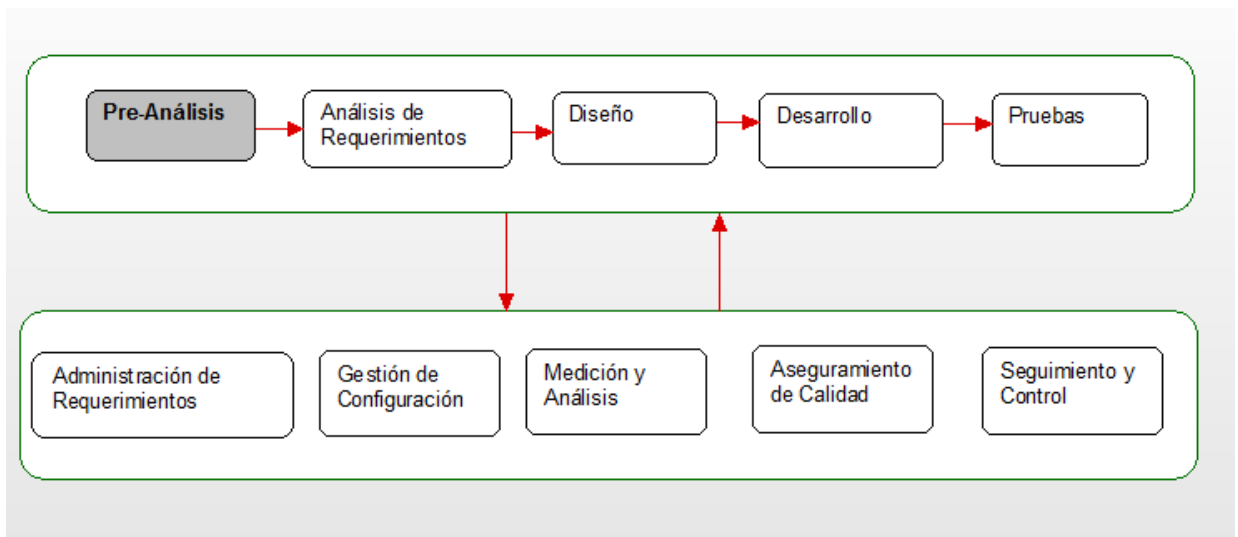 Pre-Análisis
Análisis de
Requerimientos
Diseño
Desarrollo
Pruebas
Administración de
Requerimientos
Gestión de
Configuración
Medición y
Análisis
Aseguramiento
de Calidad
Seguimiento y
Control